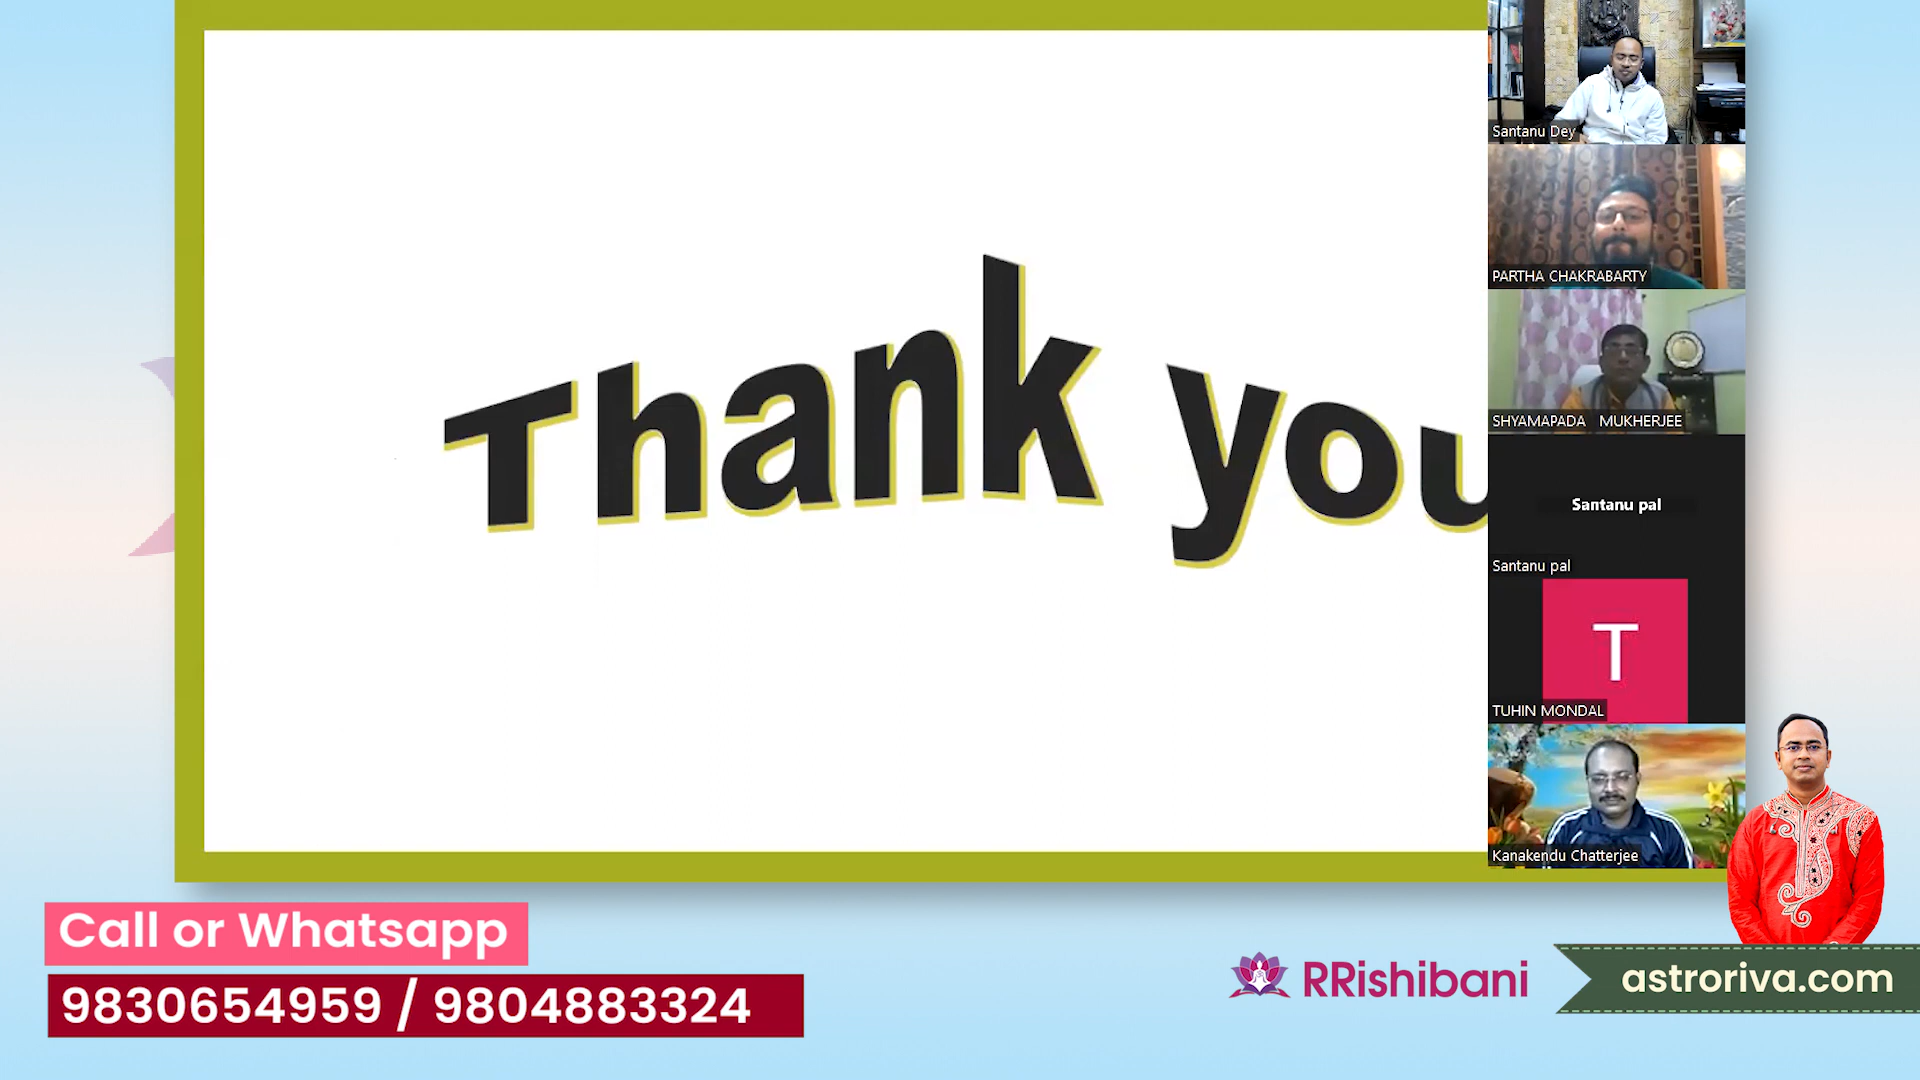 Thank you
Santanu Dey
PARTHA CHAKRABARTY
SHYAMAPADA MUKHERJEE
Santanu pal
Santanu pal
T
TUHIN MONDAL
Kanakendu Chatterjee
Call or Whatsapp
9830654959 / 9804883324
RRishibani
astroriva.com